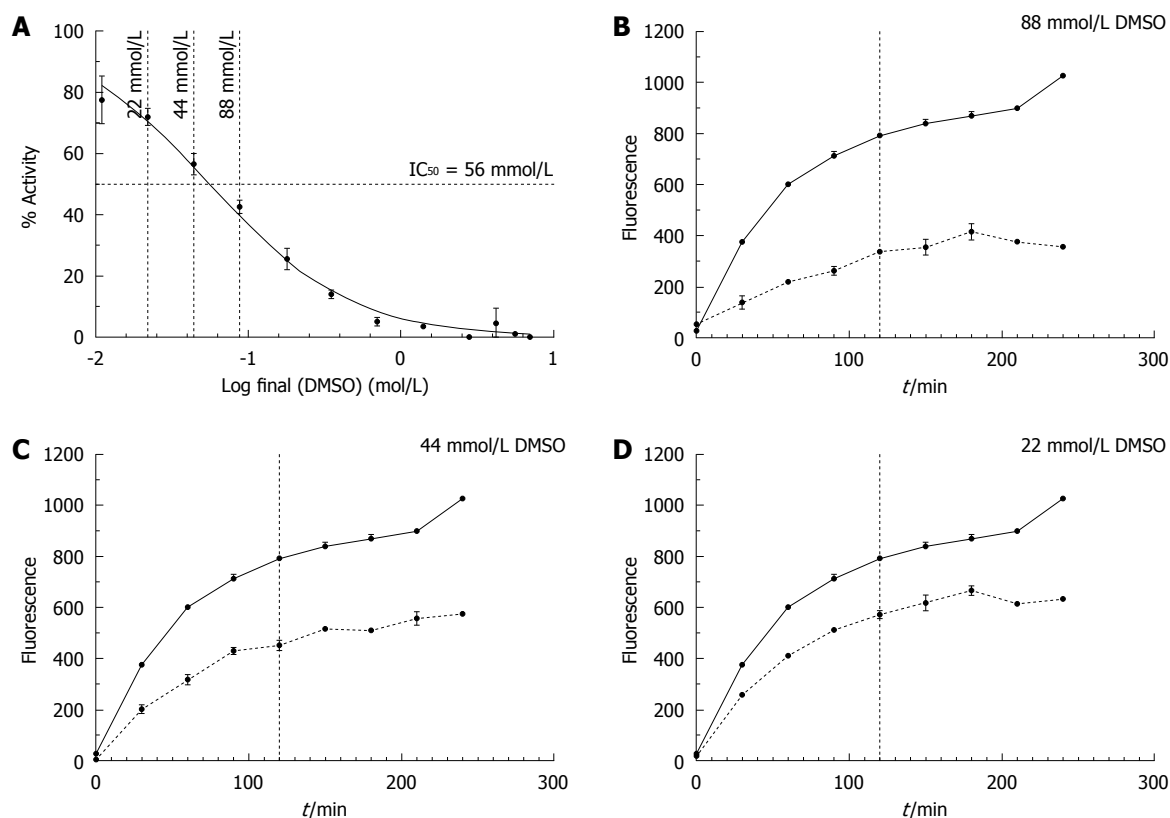 A
100
80
60
40
20
0
% Activity
22 mmol/L
44 mmol/L
88 mmol/L
IC₅₀ = 56 mmol/L
-2
-1
0
1
Log final (DMSO) (mol/L)
B
88 mmol/L DMSO
1200
1000
800
600
400
200
0
Fluorescence
0
100
200
300
t/min
C
44 mmol/L DMSO
1200
1000
800
600
400
200
0
Fluorescence
0
100
200
300
t/min
D
22 mmol/L DMSO
1200
1000
800
600
400
200
0
Fluorescence
0
100
200
300
t/min